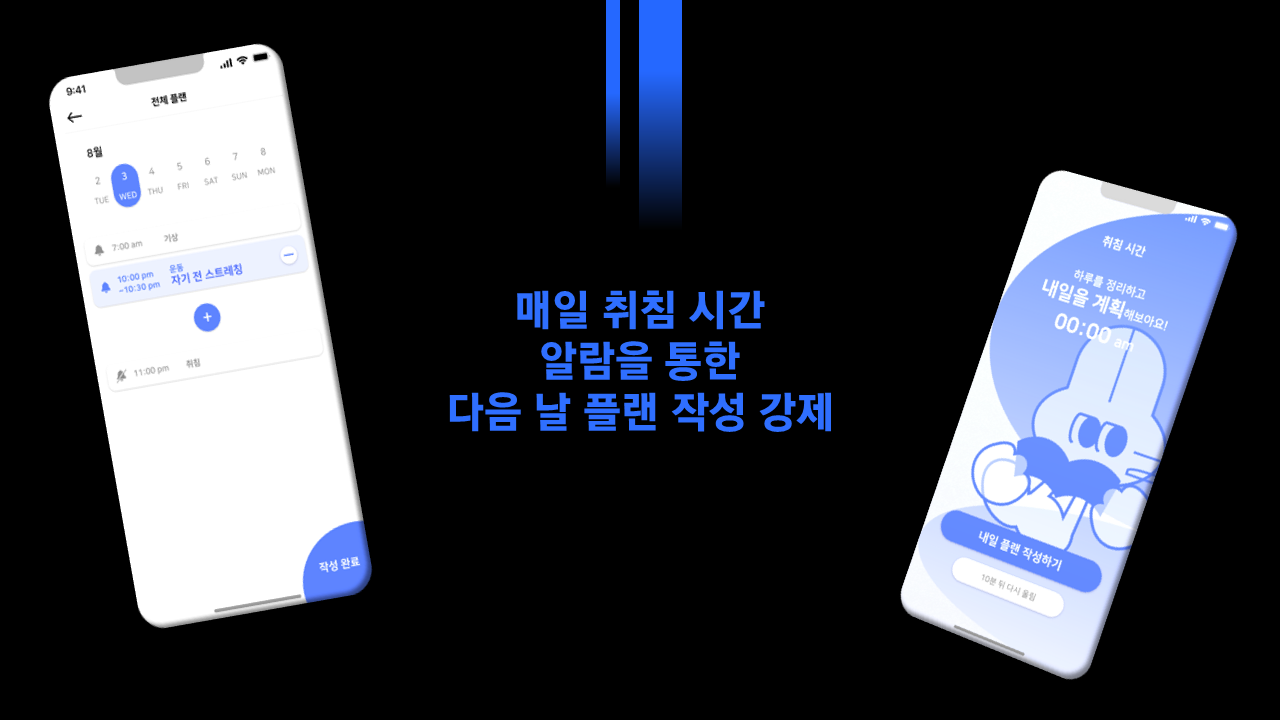 9:41
전체 플랜
8월
2 3 4 5 6 7 8
TUE WED THU FRI SAT SUN MON
7:00 am 기상
10:00 pm 운동
~10:30 pm 자기 전 스트레칭
+
11:00 pm 취침
작성 완료
매일 취침 시간
알람을 통한
다음 날 플랜 작성 강제
취침 시간
하루를 정리하고
내일을 계획해보아요!
00:00 am
내일 플랜 작성하기
10분 뒤 다시 울림